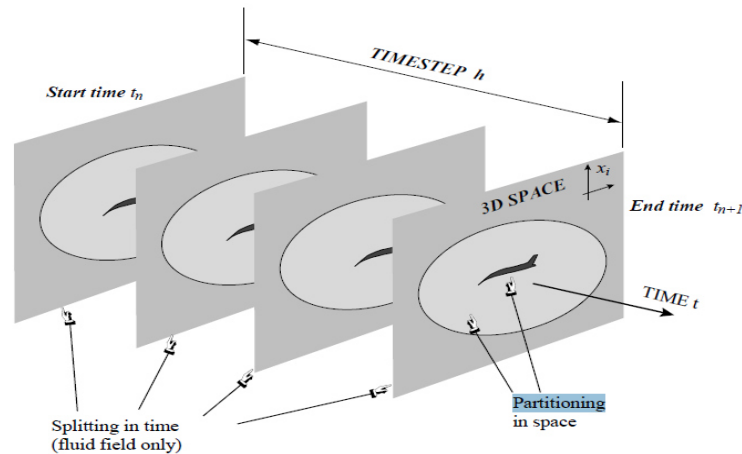 TIMESTEP h
Start time tn
xi
3D SPACE
End time tn+1
TIME t
Partitioning
in space
Splitting in time
(fluid field only)